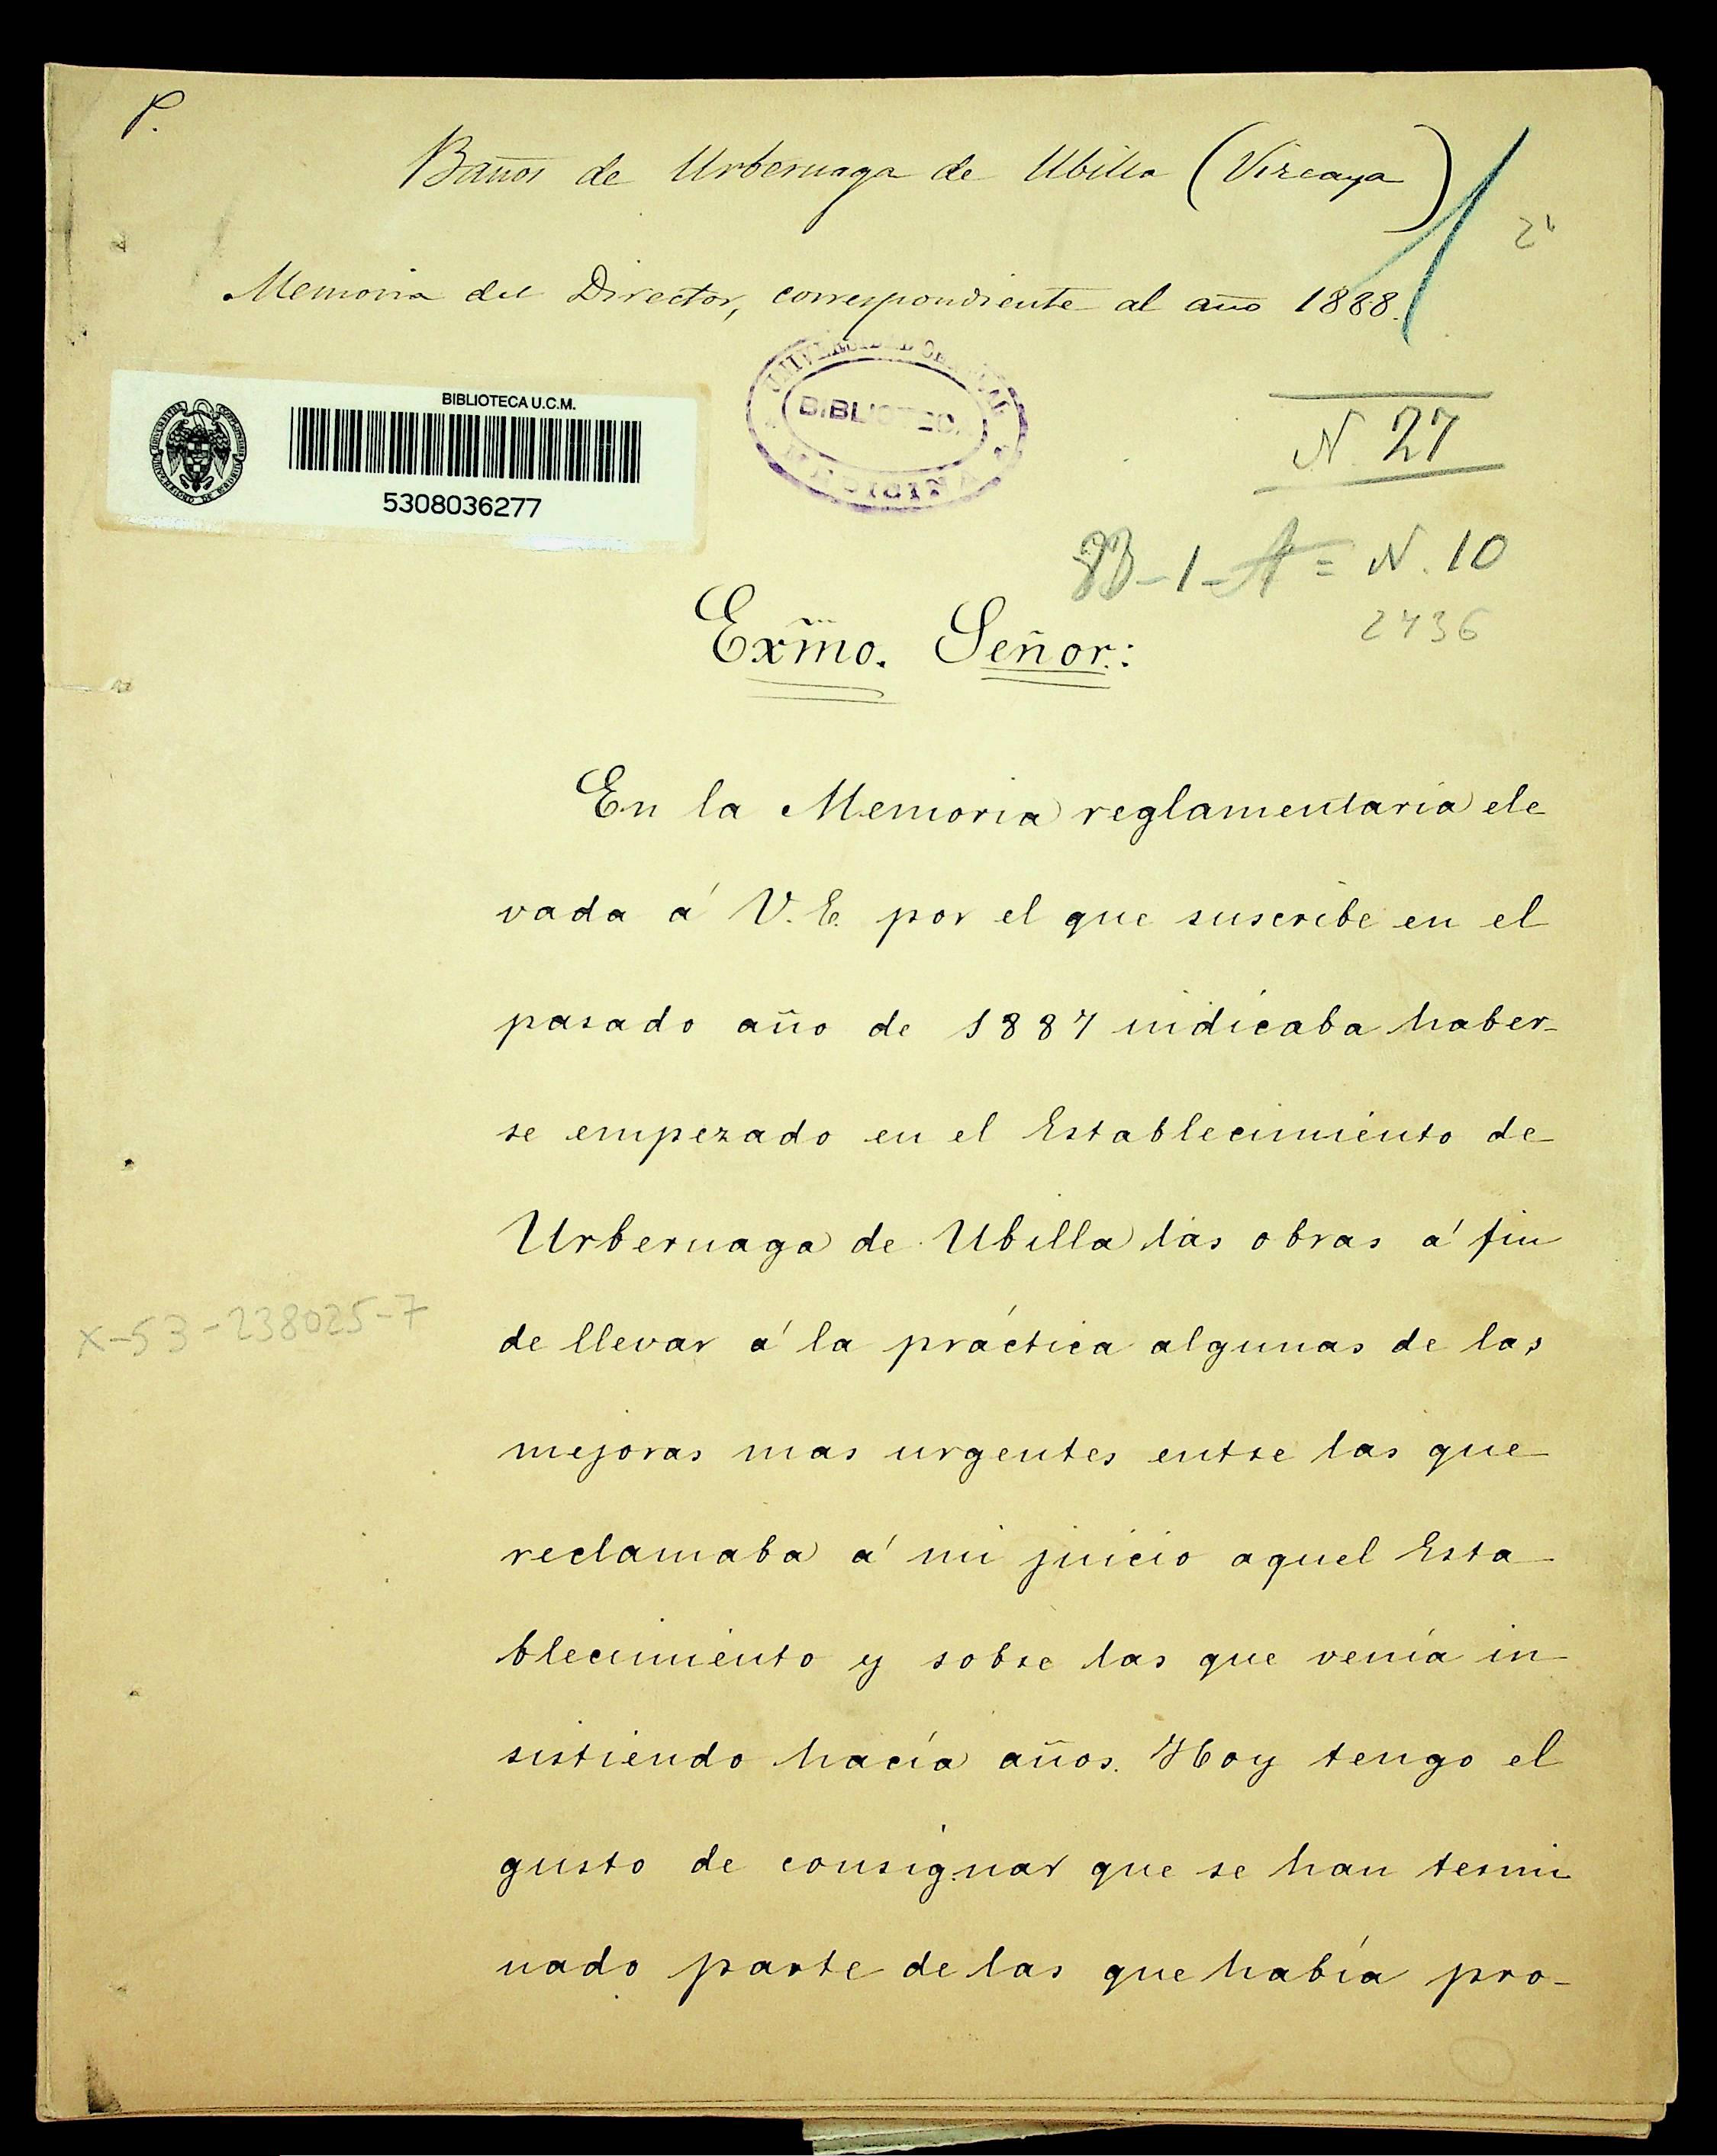 P.
Baños de Urberuaga de Ubilla (Vizcaya)
Memoria del Director, correspondiente al año 1888.
BIBLIOTECA U.C.M.
5308036277
UNIVERSIDAD CENTRAL
BIBLIOTECA
MEDICINA
N. 27
N. 10
2436
Exmo. Señor:
En la Memoria reglamentaria ele
vada á V. E. por el que suscribe en el
pasado año de 1887 indicaba haber-
se empezado en el Establecimiento de
Urberuaga de Ubilla las obras á fin
de llevar á la práctica algunas de las
mejoras mas urgentes entre las que
reclamaba á mi juicio aquel Esta-
blecimiento y sobre las que venía in
sistiendo hacía años. Hoy tengo el
gusto de consignar que se han termi
nado parte de las que había pro-
X-53-238025-7